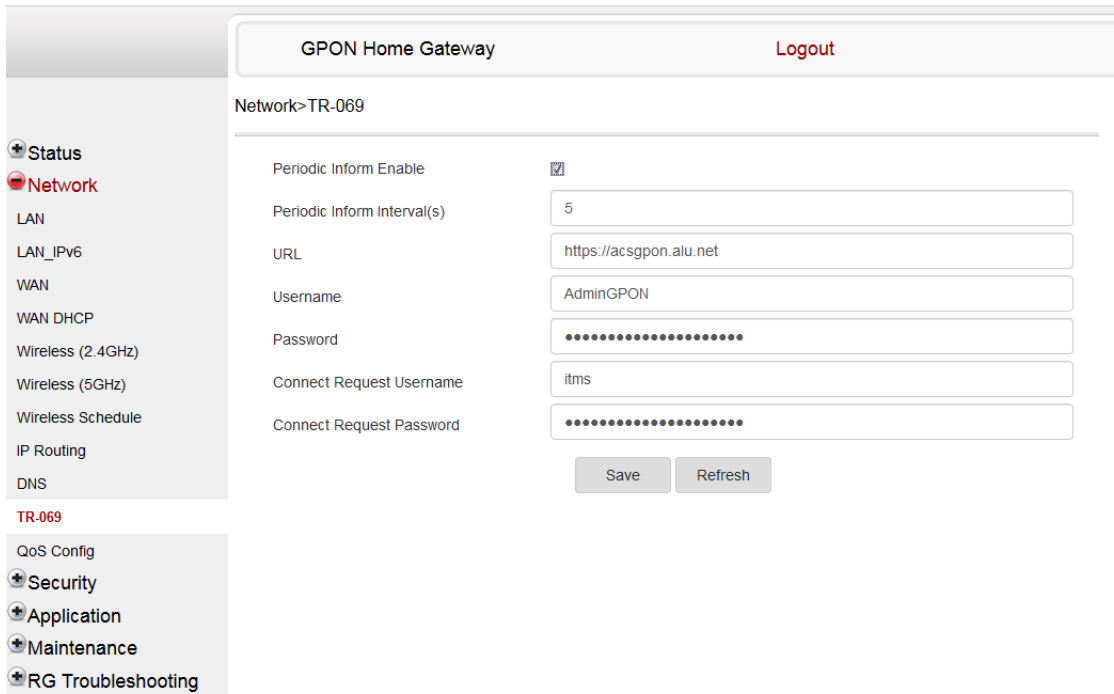 GPON Home Gateway
Logout
Network>TR-069
Status
Network
LAN
LAN_IPv6
WAN
WAN DHCP
Wireless (2.4GHz)
Wireless (5GHz)
Wireless Schedule
IP Routing
DNS
TR-069
QoS Config
Security
Application
Maintenance
RG Troubleshooting
Periodic Inform Enable
Periodic Inform Interval(s)
5
URL
https://acsgpon.alu.net
Username
AdminGPON
Password
●●●●●●●●●●●●●●●●●●●●●
Connect Request Username
itms
Connect Request Password
●●●●●●●●●●●●●●●●●●●●●
Save
Refresh